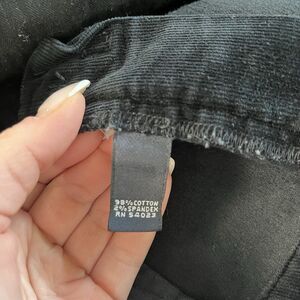 98% COTTON
2% SPANDEX
RN 54023